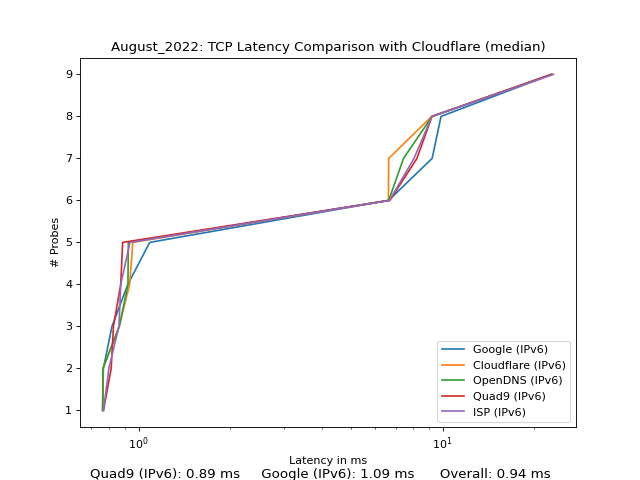 August_2022: TCP Latency Comparison with Cloudflare (median)
# Probes
9
8
7
6
5
4
3
2
1
Google (IPv6)
Cloudflare (IPv6)
OpenDNS (IPv6)
Quad9 (IPv6)
ISP (IPv6)
10⁰
10¹
Latency in ms
Quad9 (IPv6): 0.89 ms Google (IPv6): 1.09 ms Overall: 0.94 ms